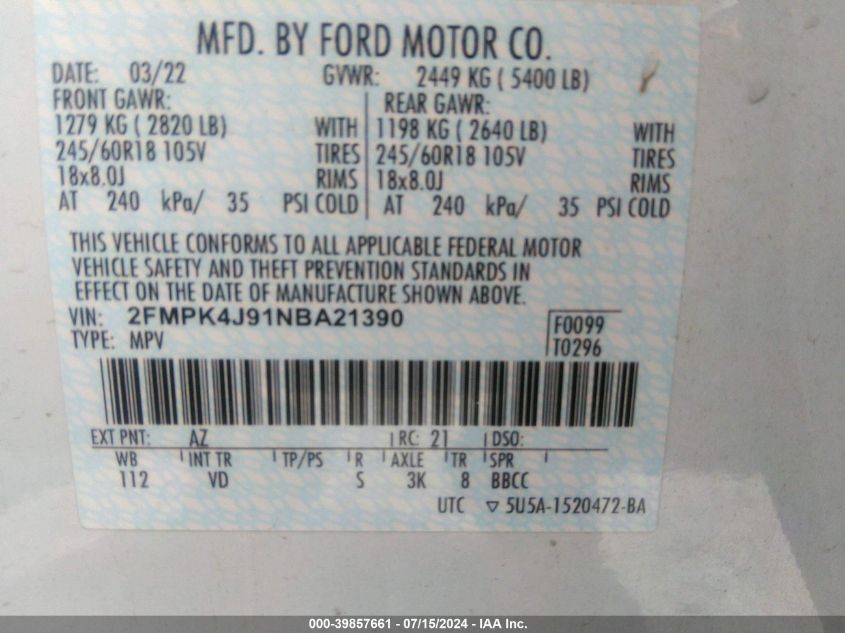 MFD. BY FORD MOTOR CO.
DATE: 03/22 GVWR: 2449 KG ( 5400 LB)
FRONT GAWR: REAR GAWR:
1279 KG ( 2820 LB) WITH 1198 KG ( 2640 LB) WITH
245/60R18 105V TIRES 245/60R18 105V TIRES
18x8.0J RIMS 18x8.0J RIMS
AT 240 kPa/ 35 PSI COLD AT 240 kPa/ 35 PSI COLD
THIS VEHICLE CONFORMS TO ALL APPLICABLE FEDERAL MOTOR
VEHICLE SAFETY AND THEFT PREVENTION STANDARDS IN
EFFECT ON THE DATE OF MANUFACTURE SHOWN ABOVE.
VIN: 2FMPK4J91NBA21390 F0099
TYPE: MPV T0296
EXT PNT: AZ RC: 21 DSO:
WB INT TR TP/PS R AXLE TR SPR
112 VD S 3K 8 BBCC
UTC ▽ 5U5A-1520472-BA
000-39857661 - 07/15/2024 - IAA Inc.